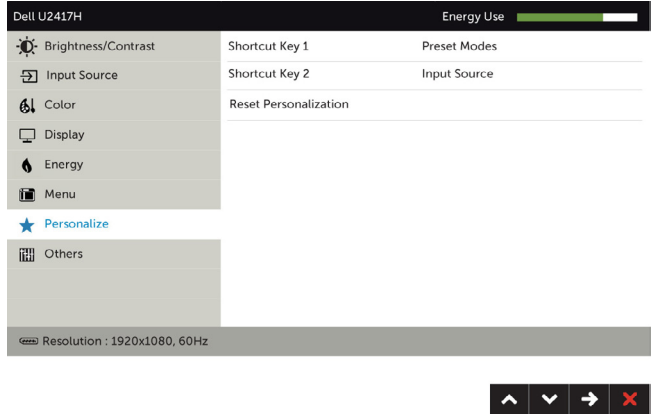 Dell U2417H Energy Use
Brightness/Contrast Shortcut Key 1 Preset Modes
Input Source Shortcut Key 2 Input Source
Color Reset Personalization
Display
Energy
Menu
Personalize
Others
Resolution : 1920x1080, 60Hz